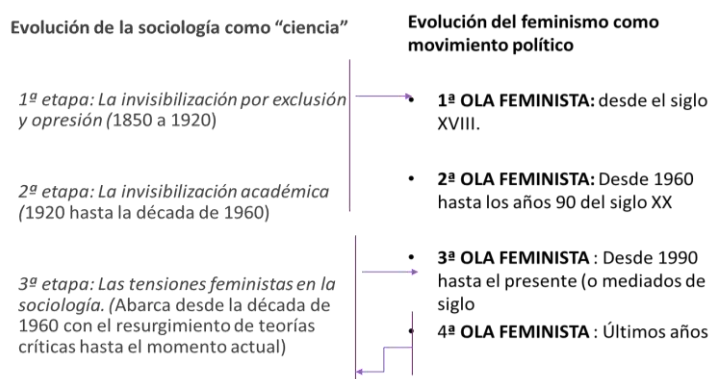 Evolución de la sociología como “ciencia”
1ª etapa: La invisibilización por exclusión
y opresión (1850 a 1920)
2ª etapa: La invisibilización académica
(1920 hasta la década de 1960)
3ª etapa: Las tensiones feministas en la
sociología. (Abarca desde la década de
1960 con el resurgimiento de teorías
críticas hasta el momento actual)
Evolución del feminismo como
movimiento político
• 1ª OLA FEMINISTA: desde el siglo
XVIII.
• 2ª OLA FEMINISTA: Desde 1960
hasta los años 90 del siglo XX
• 3ª OLA FEMINISTA : Desde 1990
hasta el presente (o mediados de
siglo
• 4ª OLA FEMINISTA : Últimos años